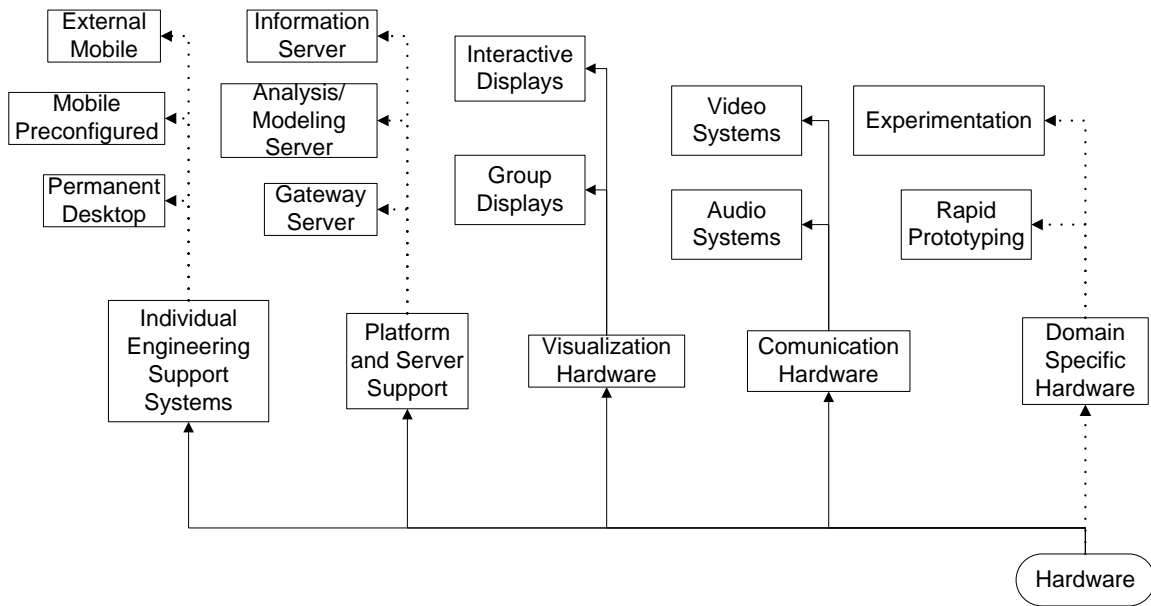 External
Mobile
Information
Server
Interactive
Displays
Mobile
Preconfigured
Analysis/
Modeling
Server
Video
Systems
Experimentation
Permanent
Desktop
Gateway
Server
Group
Displays
Audio
Systems
Rapid
Prototyping
Individual
Engineering
Support
Systems
Platform
and Server
Support
Visualization
Hardware
Comunication
Hardware
Domain
Specific
Hardware
Hardware